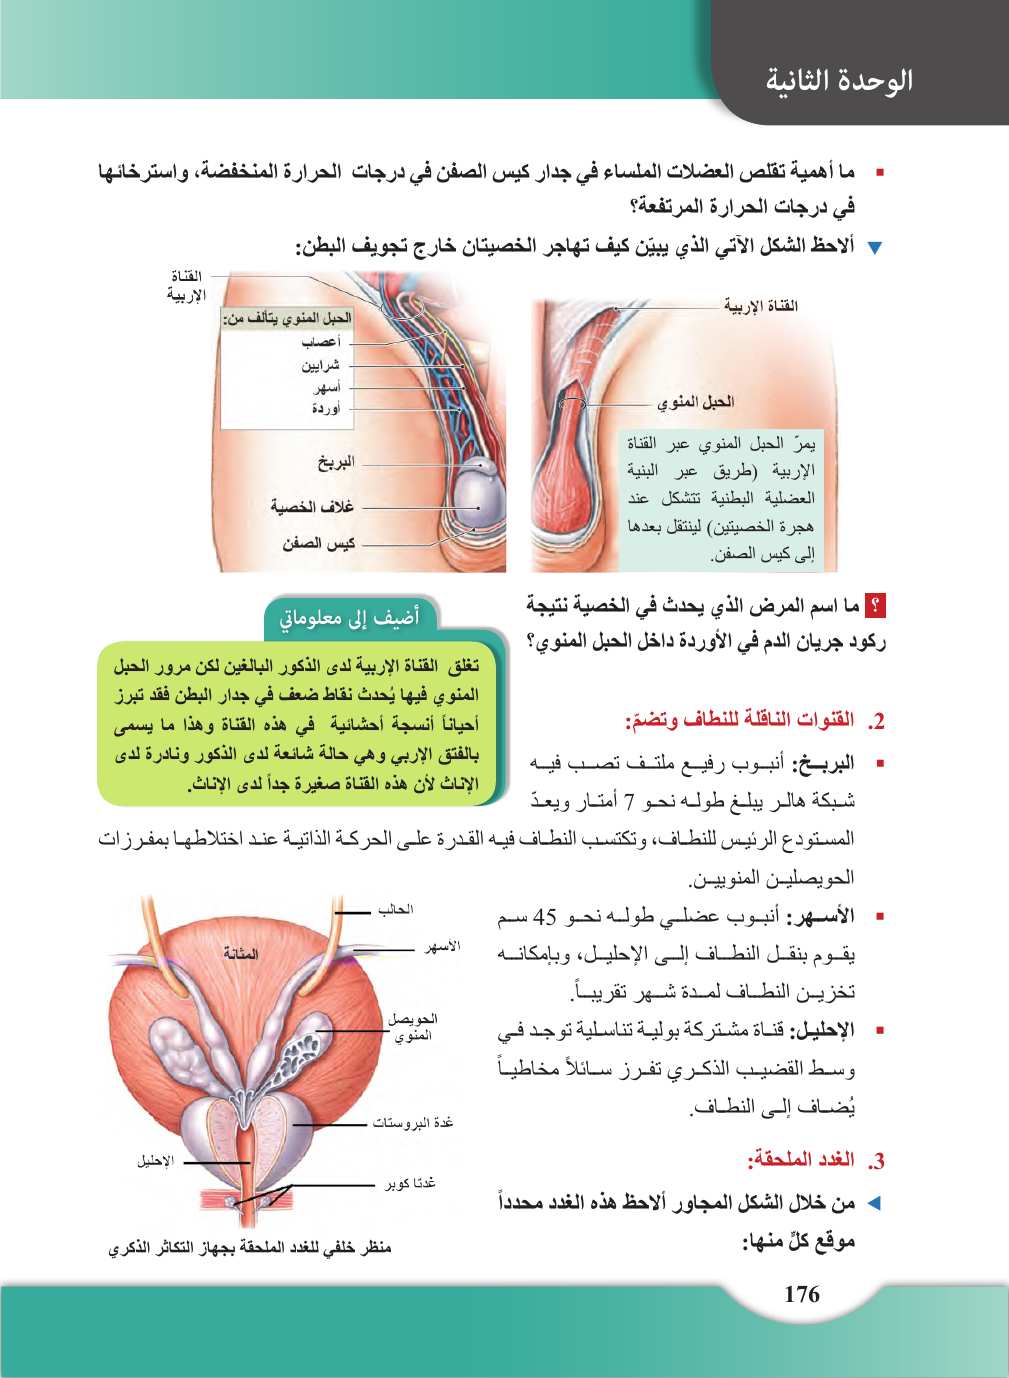 الوحدة الثانية
▪ ما أهمية تقلص العضلات الملساء في جدار كيس الصفن في درجات الحرارة المنخفضة، واسترخائها
في درجات الحرارة المرتفعة؟
▼ ألاحظ الشكل الآتي الذي يبيّن كيف تهاجر الخصيتان خارج تجويف البطن:
القناة الإربية
الحبل المنوي
يمرّ الحبل المنوي عبر القناة
الإربية (طريق عبر البنية
العضلية البطنية تتشكل عند
هجرة الخصيتين) لينتقل بعدها
إلى كيس الصفن.
القناة
الإربية
الحبل المنوي يتألف من:
أعصاب
شرايين
أسهر
أوردة
البربخ
غلاف الخصية
كيس الصفن
؟ ما اسم المرض الذي يحدث في الخصية نتيجة
ركود جريان الدم في الأوردة داخل الحبل المنوي؟
أضيف إلى معلوماتي
تغلق القناة الإربية لدى الذكور البالغين لكن مرور الحبل
المنوي فيها يُحدث نقاط ضعف في جدار البطن فقد تبرز
أحياناً أنسجة أحشائية في هذه القناة وهذا ما يسمى
بالفتق الإربي وهي حالة شائعة لدى الذكور ونادرة لدى
الإناث لأن هذه القناة صغيرة جداً لدى الإناث.
2. القنوات الناقلة للنطاف وتضمّ:
▪ البربخ: أنبوب رفيع ملتف تصب فيه
شبكة هالر يبلغ طوله نحو 7 أمتار ويعدّ
المستودع الرئيس للنطاف، وتكتسب النطاف فيه القدرة على الحركة الذاتية عند اختلاطها بمفرزات
الحويصلين المنويين.
▪ الأسهر: أنبوب عضلي طوله نحو 45 سم
يقوم بنقل النطاف إلى الإحليل، وبإمكانه
تخزين النطاف لمدة شهر تقريباً.
▪ الإحليل: قناة مشتركة بولية تناسلية توجد في
وسط القضيب الذكري تفرز سائلاً مخاطياً
يُضاف إلى النطاف.
3. الغدد الملحقة:
◀ من خلال الشكل المجاور ألاحظ هذه الغدد محدداً
موقع كلٍّ منها:
الحالب
الأسهر
المثانة
الحويصل
المنوي
غدة البروستات
الإحليل
غدتا كوبر
منظر خلفي للغدد الملحقة بجهاز التكاثر الذكري
176